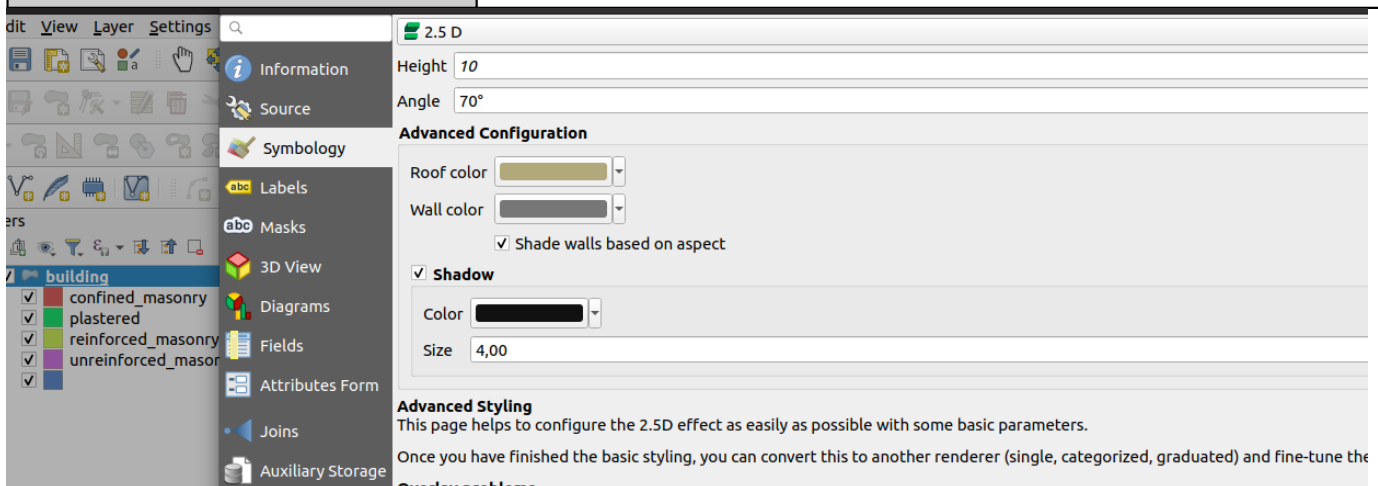 dit View Layer Settings
ers
building
confined_masonry
plastered
reinforced_masonry
unreinforced_mason
Information
Source
Symbology
abc Labels
abc Masks
3D View
Diagrams
Fields
Attributes Form
Joins
Auxiliary Storage
2.5 D
Height 10
Angle 70°
Advanced Configuration
Roof color
Wall color
Shade walls based on aspect
Shadow
Color
Size 4,00
Advanced Styling
This page helps to configure the 2.5D effect as easily as possible with some basic parameters.
Once you have finished the basic styling, you can convert this to another renderer (single, categorized, graduated) and fine-tune the